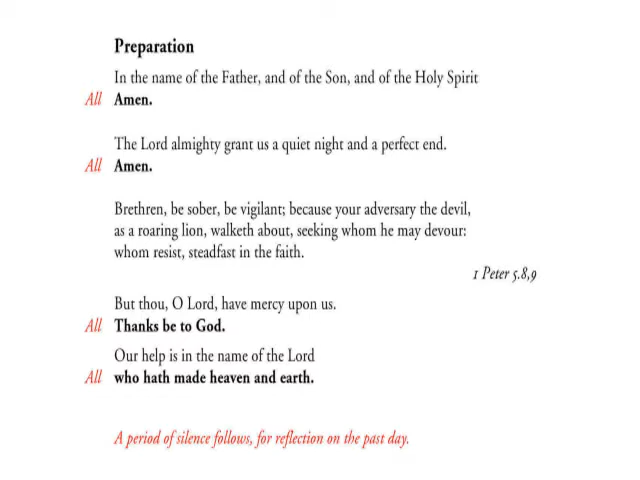 Preparation
In the name of the Father, and of the Son, and of the Holy Spirit
All Amen.
The Lord almighty grant us a quiet night and a perfect end.
All Amen.
Brethren, be sober, be vigilant; because your adversary the devil,
as a roaring lion, walketh about, seeking whom he may devour:
whom resist, steadfast in the faith.
1 Peter 5.8,9
But thou, O Lord, have mercy upon us.
All Thanks be to God.
Our help is in the name of the Lord
All who hath made heaven and earth.
A period of silence follows, for reflection on the past day.